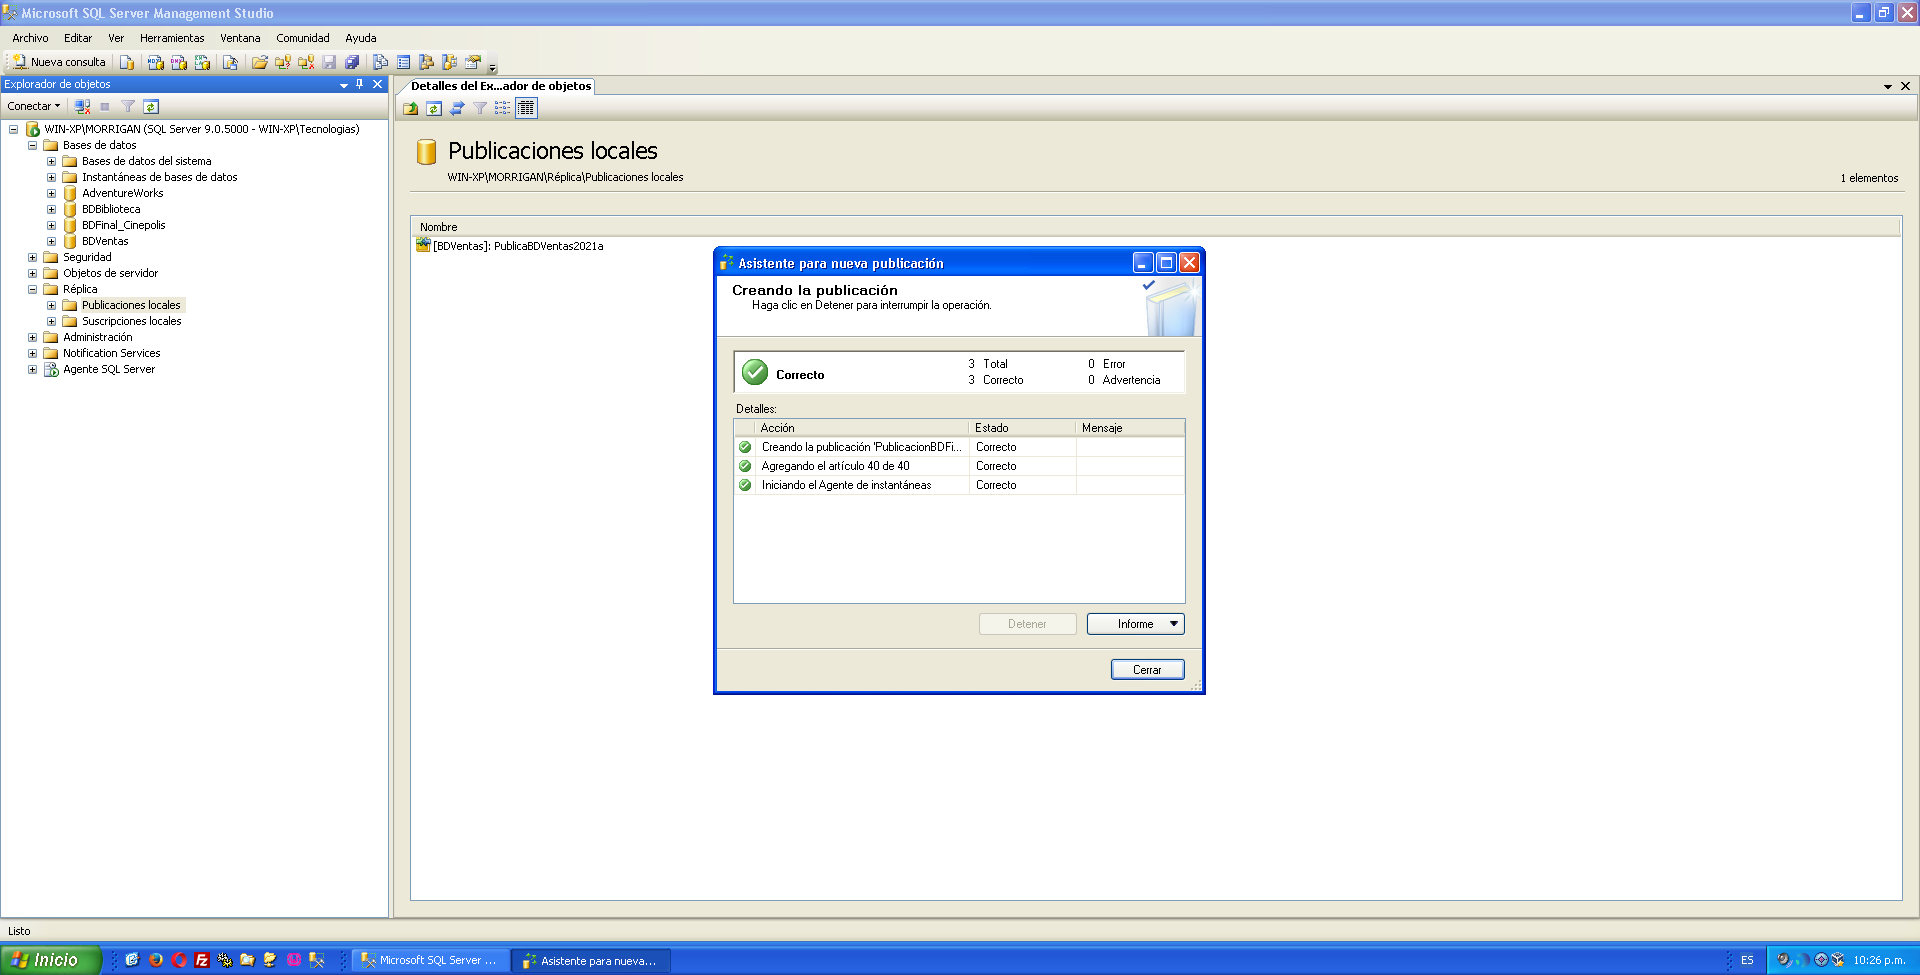 Microsoft SQL Server Management Studio
Archivo Editar Ver Herramientas Ventana Comunidad Ayuda
Nueva consulta
Explorador de objetos
Conectar
WIN-XP\MORRIGAN (SQL Server 9.0.5000 - WIN-XP\Tecnologias)
Bases de datos
Bases de datos del sistema
Instantáneas de bases de datos
AdventureWorks
BDBiblioteca
BDFinal_Cinepolis
BDVentas
Seguridad
Objetos de servidor
Réplica
Publicaciones locales
Suscripciones locales
Administración
Notification Services
Agente SQL Server
Detalles del Ex...ador de objetos
Publicaciones locales
WIN-XP\MORRIGAN\Réplica\Publicaciones locales
1 elementos
Nombre
[BDVentas]: PublicaBDVentas2021a
Asistente para nueva publicación
Creando la publicación
Haga clic en Detener para interrumpir la operación.
Correcto
3 Total 0 Error
3 Correcto 0 Advertencia
Detalles:
Acción Estado Mensaje
Creando la publicación 'PublicacionBDFi... Correcto
Agregando el artículo 40 de 40 Correcto
Iniciando el Agente de instantáneas Correcto
Detener Informe
Cerrar
Listo
Inicio Microsoft SQL Server ... Asistente para nueva... ES 10:26 p.m.